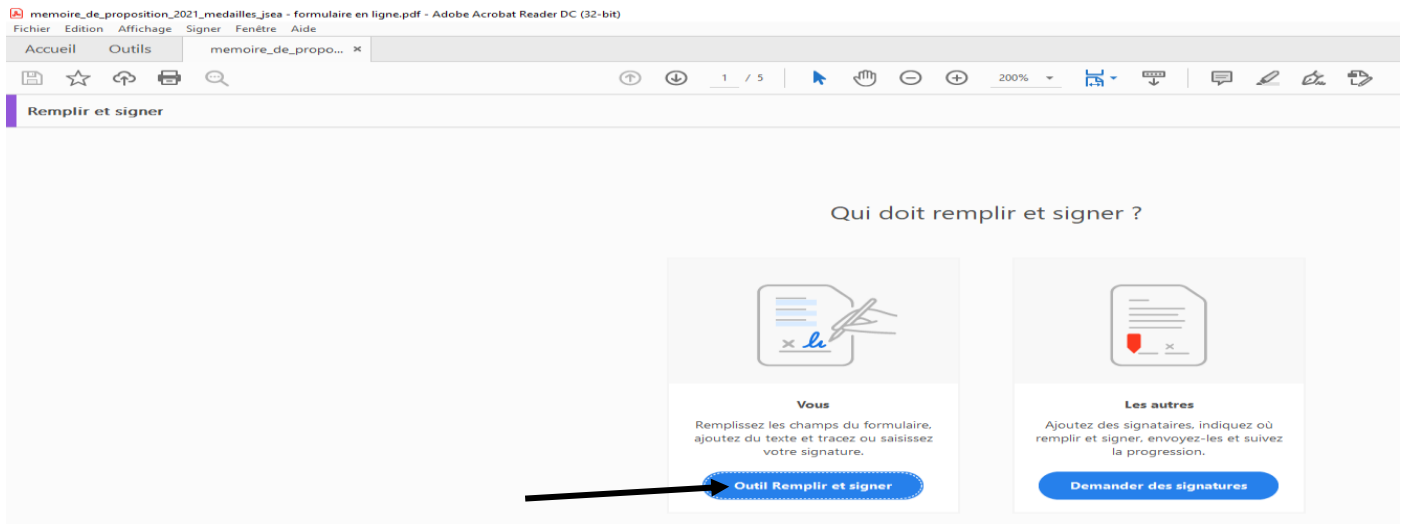 memoire_de_proposition_2021_medailles_jsea - formulaire en ligne.pdf - Adobe Acrobat Reader DC (32-bit)
Fichier Edition Affichage Signer Fenêtre Aide
Accueil Outils memoire_de_propo... ×
1 / 5 200%
Remplir et signer
Qui doit remplir et signer ?
Vous
Remplissez les champs du formulaire,
ajoutez du texte et tracez ou saisissez
votre signature.
Outil Remplir et signer
Les autres
Ajoutez des signataires, indiquez où
remplir et signer, envoyez-les et suivez
la progression.
Demander des signatures